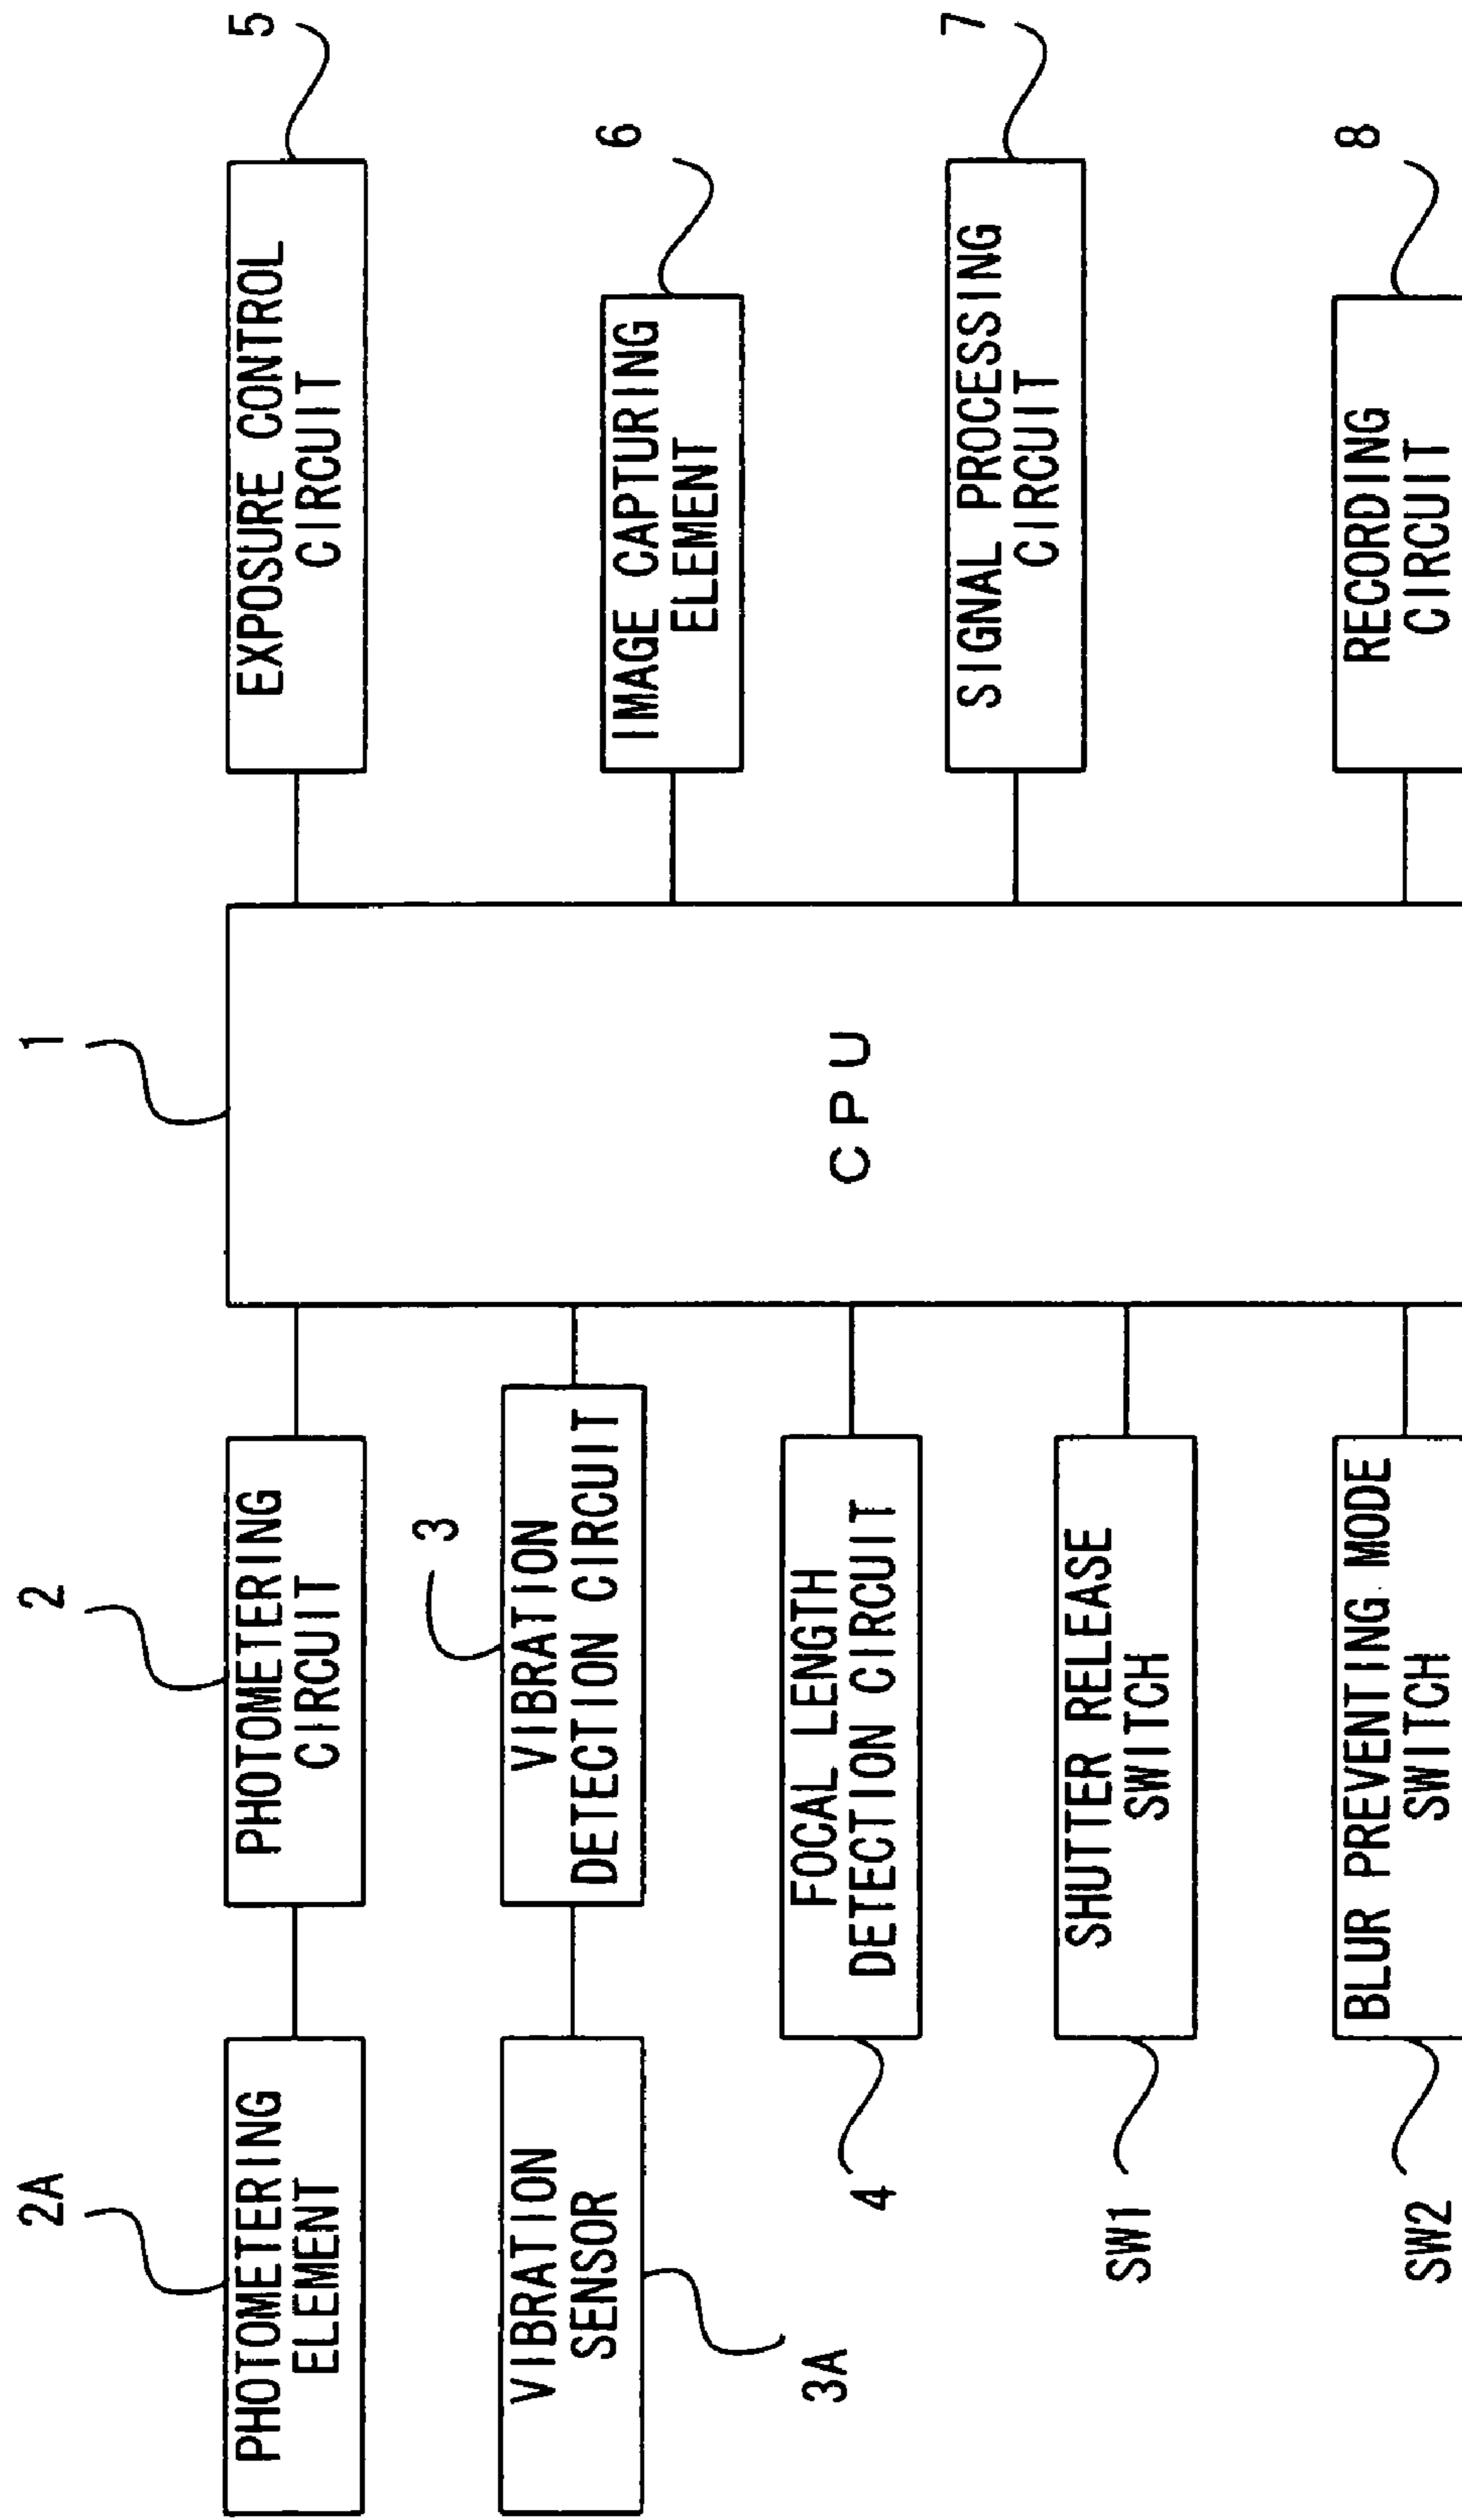 2A
PHOTOMETERING
ELEMENT
2
PHOTOMETERING
CIRCUIT
1
CPU
EXPOSURE CONTROL
CIRCUIT
5
VIBRATION
SENSOR
3A
3
VIBRATION
DETECTION CIRCUIT
IMAGE CAPTURING
ELEMENT
6
4
FOCAL LENGTH
DETECTION CIRCUIT
SIGNAL PROCESSING
CIRCUIT
7
SW1
SHUTTER RELEASE
SWITCH
SW2
BLUR PREVENTING MODE
SWITCH
RECORDING
CIRCUIT
8